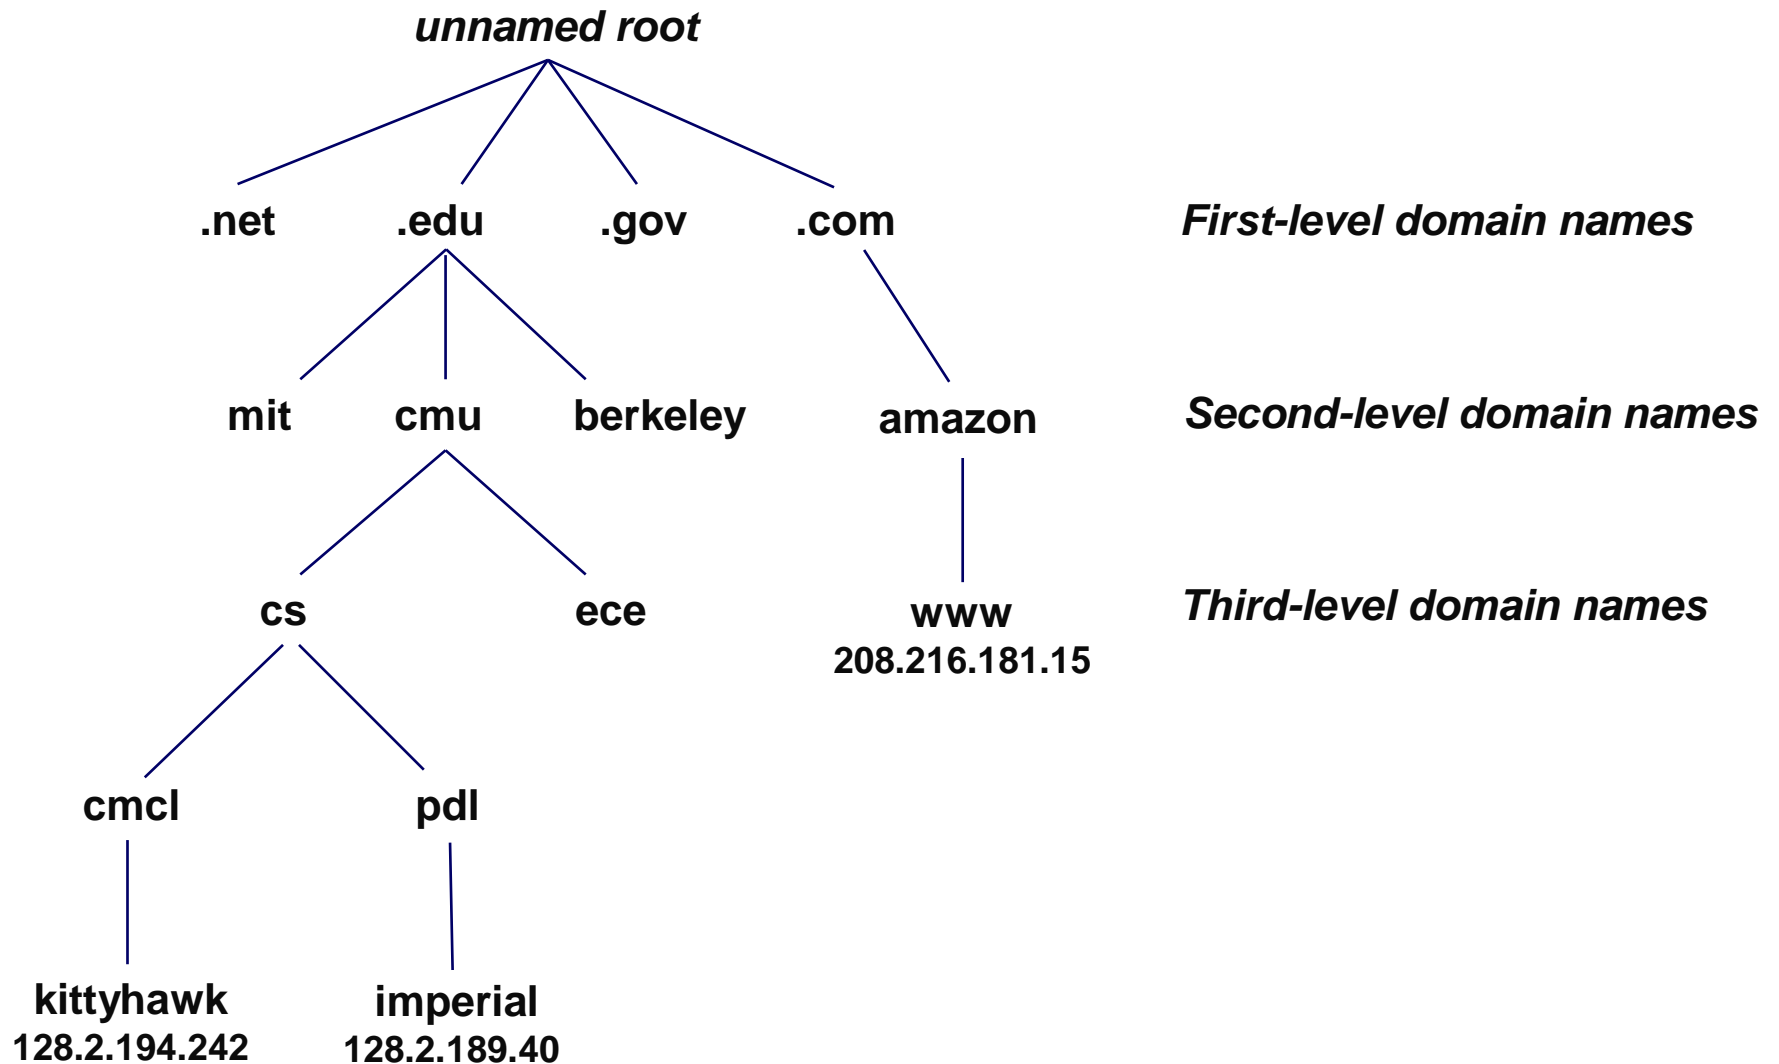 unnamed root
.net .edu .gov .com First-level domain names
mit cmu berkeley amazon Second-level domain names
cs ece www Third-level domain names
208.216.181.15
cmcl pdl
kittyhawk imperial
128.2.194.242 128.2.189.40